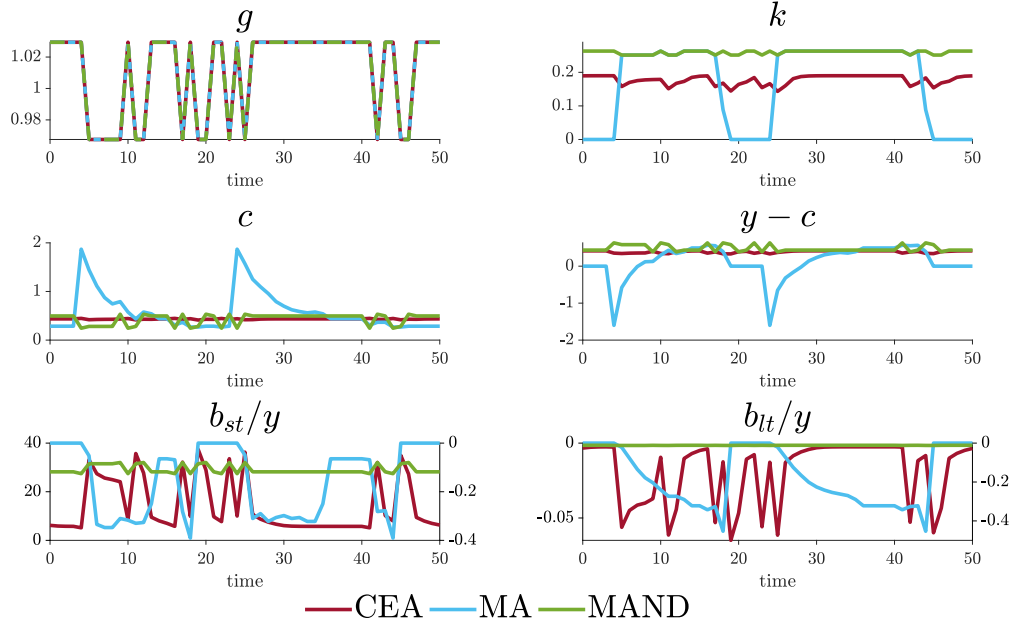 g
1.02
1
0.98
0 10 20 30 40 50
time
k
0.2
0.1
0
0 10 20 30 40 50
time
c
2
1
0
0 10 20 30 40 50
time
y − c
0
-1
-2
0 10 20 30 40 50
time
b_{st}/y
40 0
20 -0.2
0 -0.4
0 10 20 30 40 50
time
b_{lt}/y
0 0
-0.2
-0.05 -0.4
0 10 20 30 40 50
time
CEA MA MAND